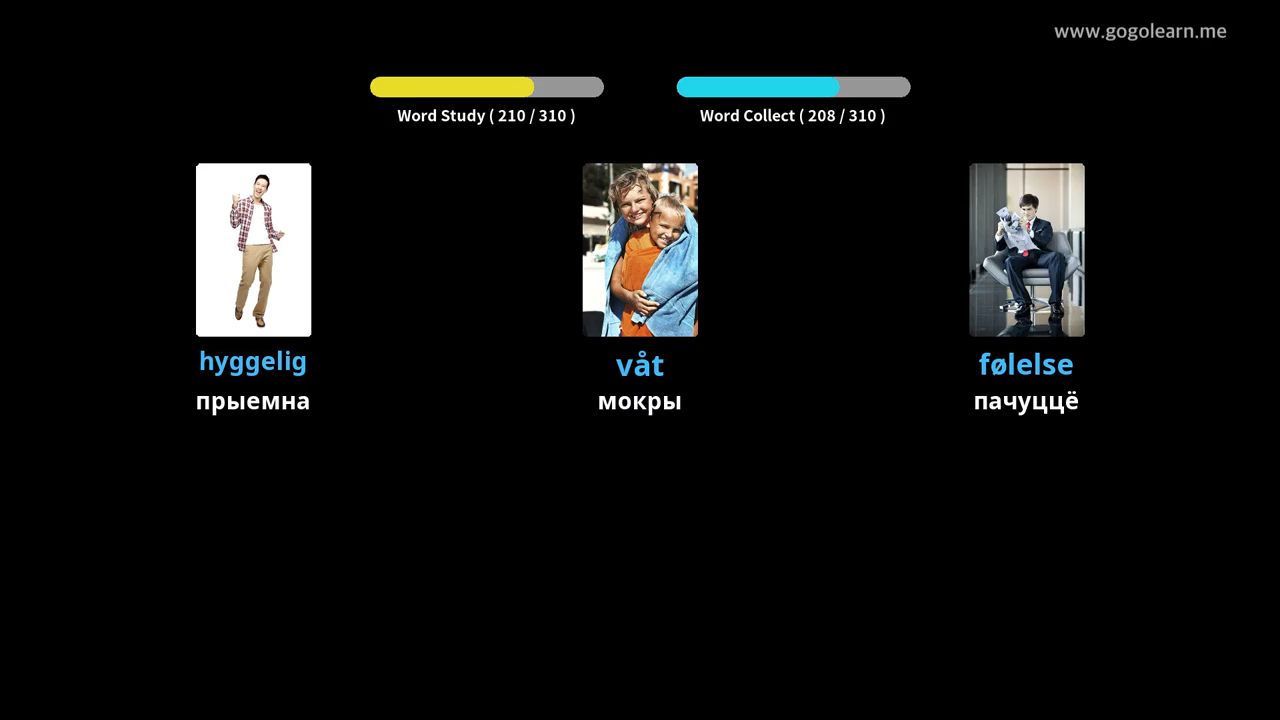 www.gogolearn.me
Word Study ( 210 / 310 )
Word Collect ( 208 / 310 )
hyggelig
våt
følelse
прыемна
мокры
пачуццё